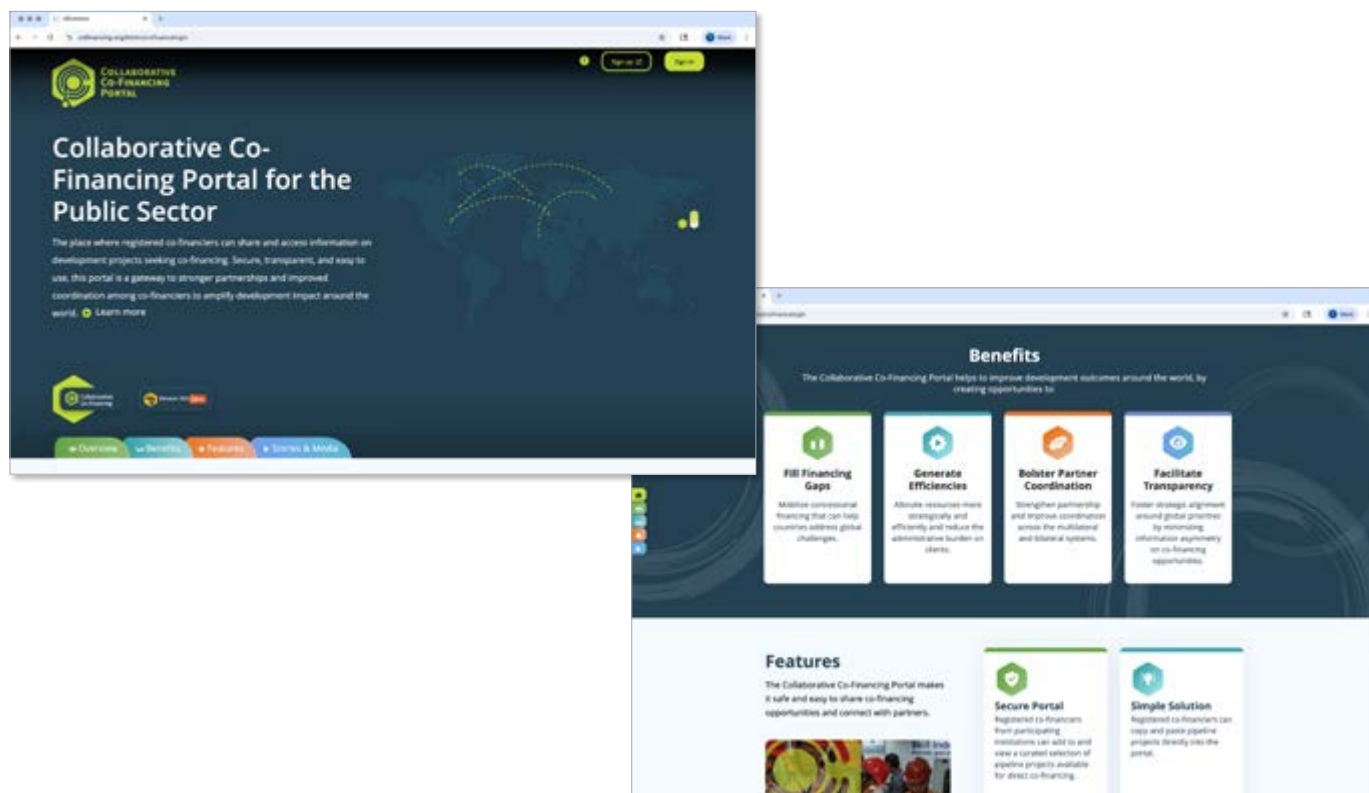 COLLABORATIVE
CO-FINANCING
PORTAL
Sign up
Sign in
Collaborative Co-
Financing Portal for the
Public Sector
The place where registered co-financiers can share and access information on
development projects seeking co-financing. Secure, transparent, and easy to
use, this portal is a gateway to stronger partnerships and improved
coordination among co-financiers to amplify development impact around the
world. Learn more
Collaborative
Co-Financing
Overview
Benefits
Features
Stories & Media
Benefits
The Collaborative Co-Financing Portal helps to improve development outcomes around the world, by
creating opportunities to:
Fill Financing
Gaps
Mobilize concessional
financing that can help
countries address global
challenges.
Generate
Efficiencies
Allocate resources more
strategically and
efficiently and reduce the
administrative burden on
clients.
Bolster Partner
Coordination
Strengthen partnership
and improve coordination
across the multilateral
and bilateral systems.
Facilitate
Transparency
Foster strategic alignment
around global priorities
by minimizing
information asymmetry
on co-financing
opportunities.
Features
The Collaborative Co-Financing Portal makes
it safe and easy to share co-financing
opportunities and connect with partners.
Secure Portal
Registered co-financiers
from participating
institutions can add to and
view a curated selection of
pipeline projects available
for direct co-financing.
Simple Solution
Registered co-financiers can
copy and paste pipeline
projects directly into the
portal.